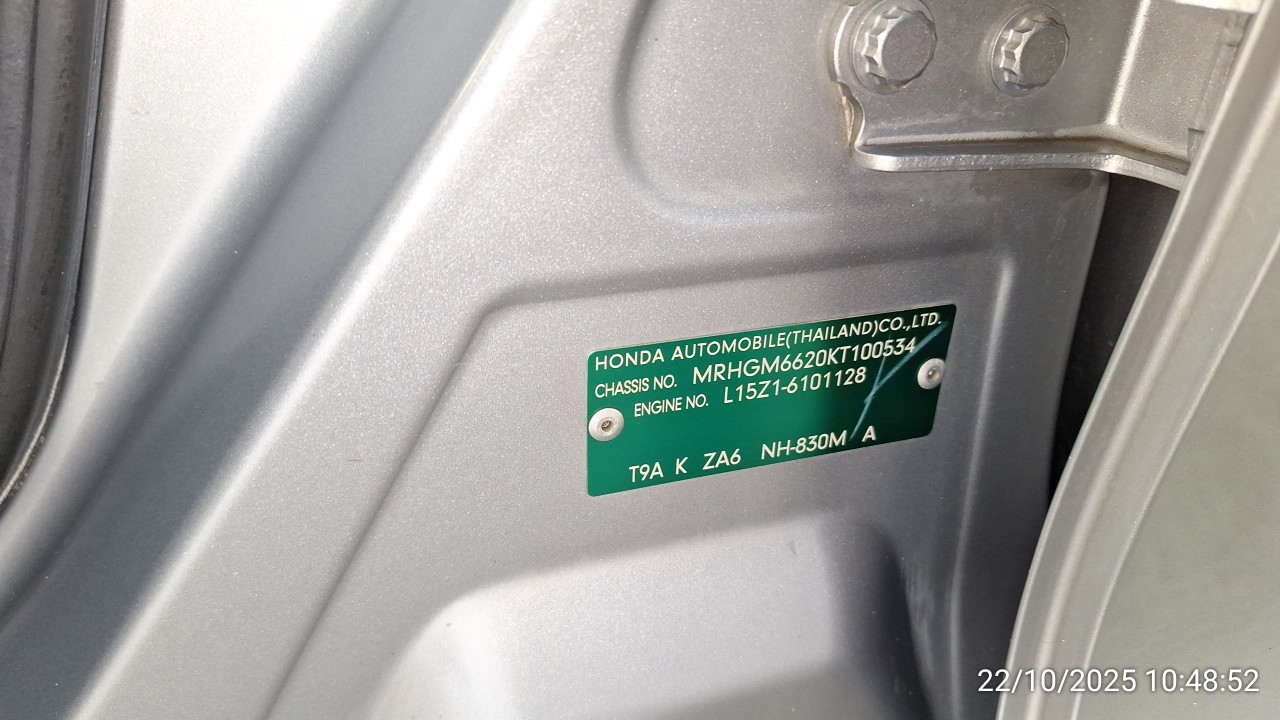 HONDA AUTOMOBILE(THAILAND)CO.,LTD.
CHASSIS NO. MRHGM6620KT100534
ENGINE NO. L15Z1-6101128
T9A K ZA6 NH-830M A
22/10/2025 10:48:52